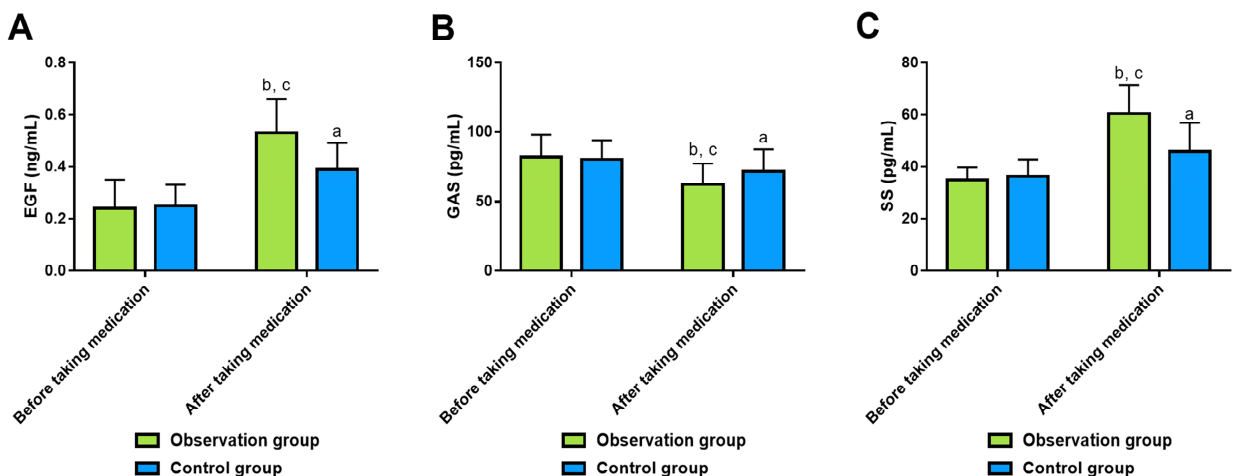 A
EGF (ng/mL)
0.8
0.6
0.4
0.2
0.0
b, c
a
Before taking medication
After taking medication
Observation group
Control group
B
GAS (pg/mL)
150
100
50
0
b, c
a
Before taking medication
After taking medication
Observation group
Control group
C
SS (pg/mL)
80
60
40
20
0
b, c
a
Before taking medication
After taking medication
Observation group
Control group